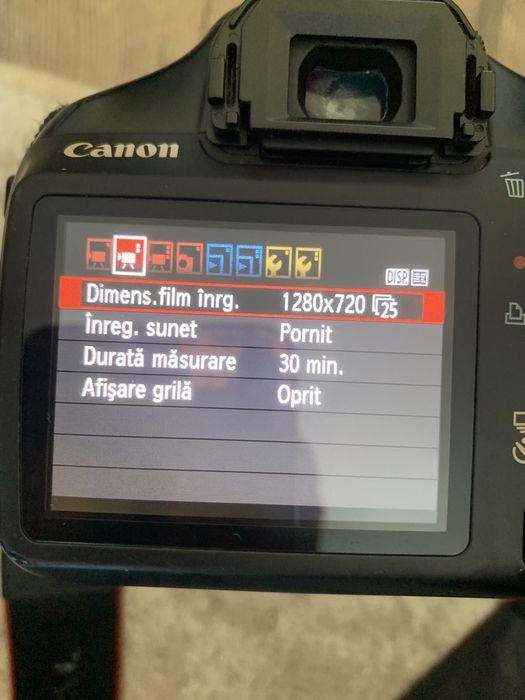 Canon
DISP.
Dimens.film înrg. 1280x720 25
Înreg. sunet Pornit
Durată măsurare 30 min.
Afişare grilă Oprit